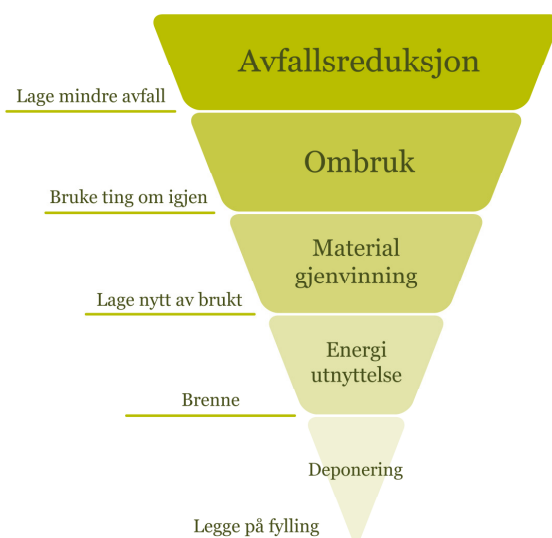 Avfallsreduksjon
Lage mindre avfall
Ombruk
Bruke ting om igjen
Material
gjenvinning
Lage nytt av brukt
Energi
utnyttelse
Brenne
Deponering
Legge på fylling